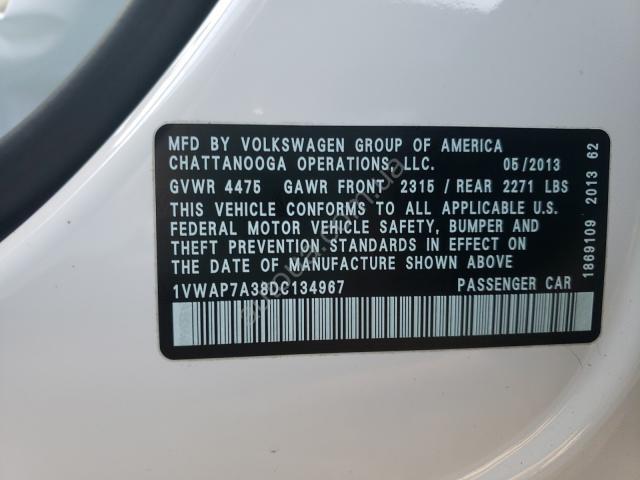 MFD BY VOLKSWAGEN GROUP OF AMERICA
CHATTANOOGA OPERATIONS, LLC. 05/2013
GVWR 4475 GAWR FRONT 2315 / REAR 2271 LBS
THIS VEHICLE CONFORMS TO ALL APPLICABLE U.S.
FEDERAL MOTOR VEHICLE SAFETY, BUMPER AND
THEFT PREVENTION STANDARDS IN EFFECT ON
THE DATE OF MANUFACTURE SHOWN ABOVE.
1VWAP7A38DC134967 PASSENGER CAR
1869109 2013 62